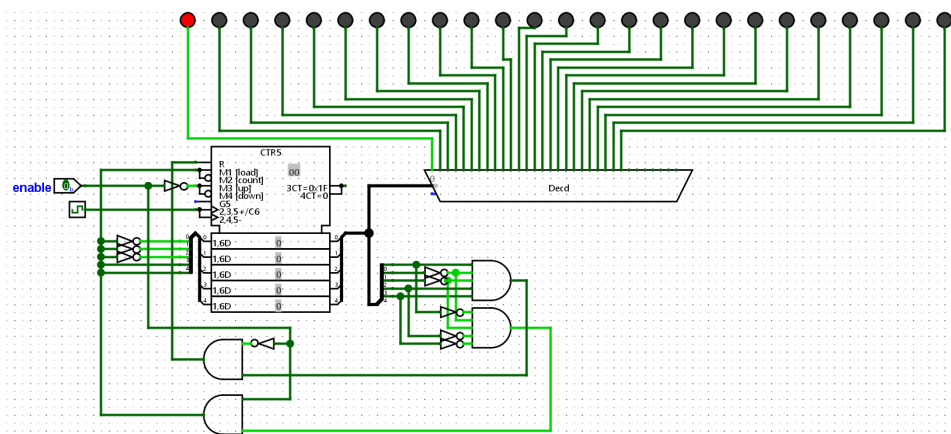 CTR5
R
M1 [load]
00
M2 [count]
M3 [up]
3CT=0x1F
M4 [down]
4CT=0
G5
2,3,5+/C6
2,4,5-
enable
Decd
1,6D 0
1,6D 0
1,6D 0
1,6D 0
1,6D 0